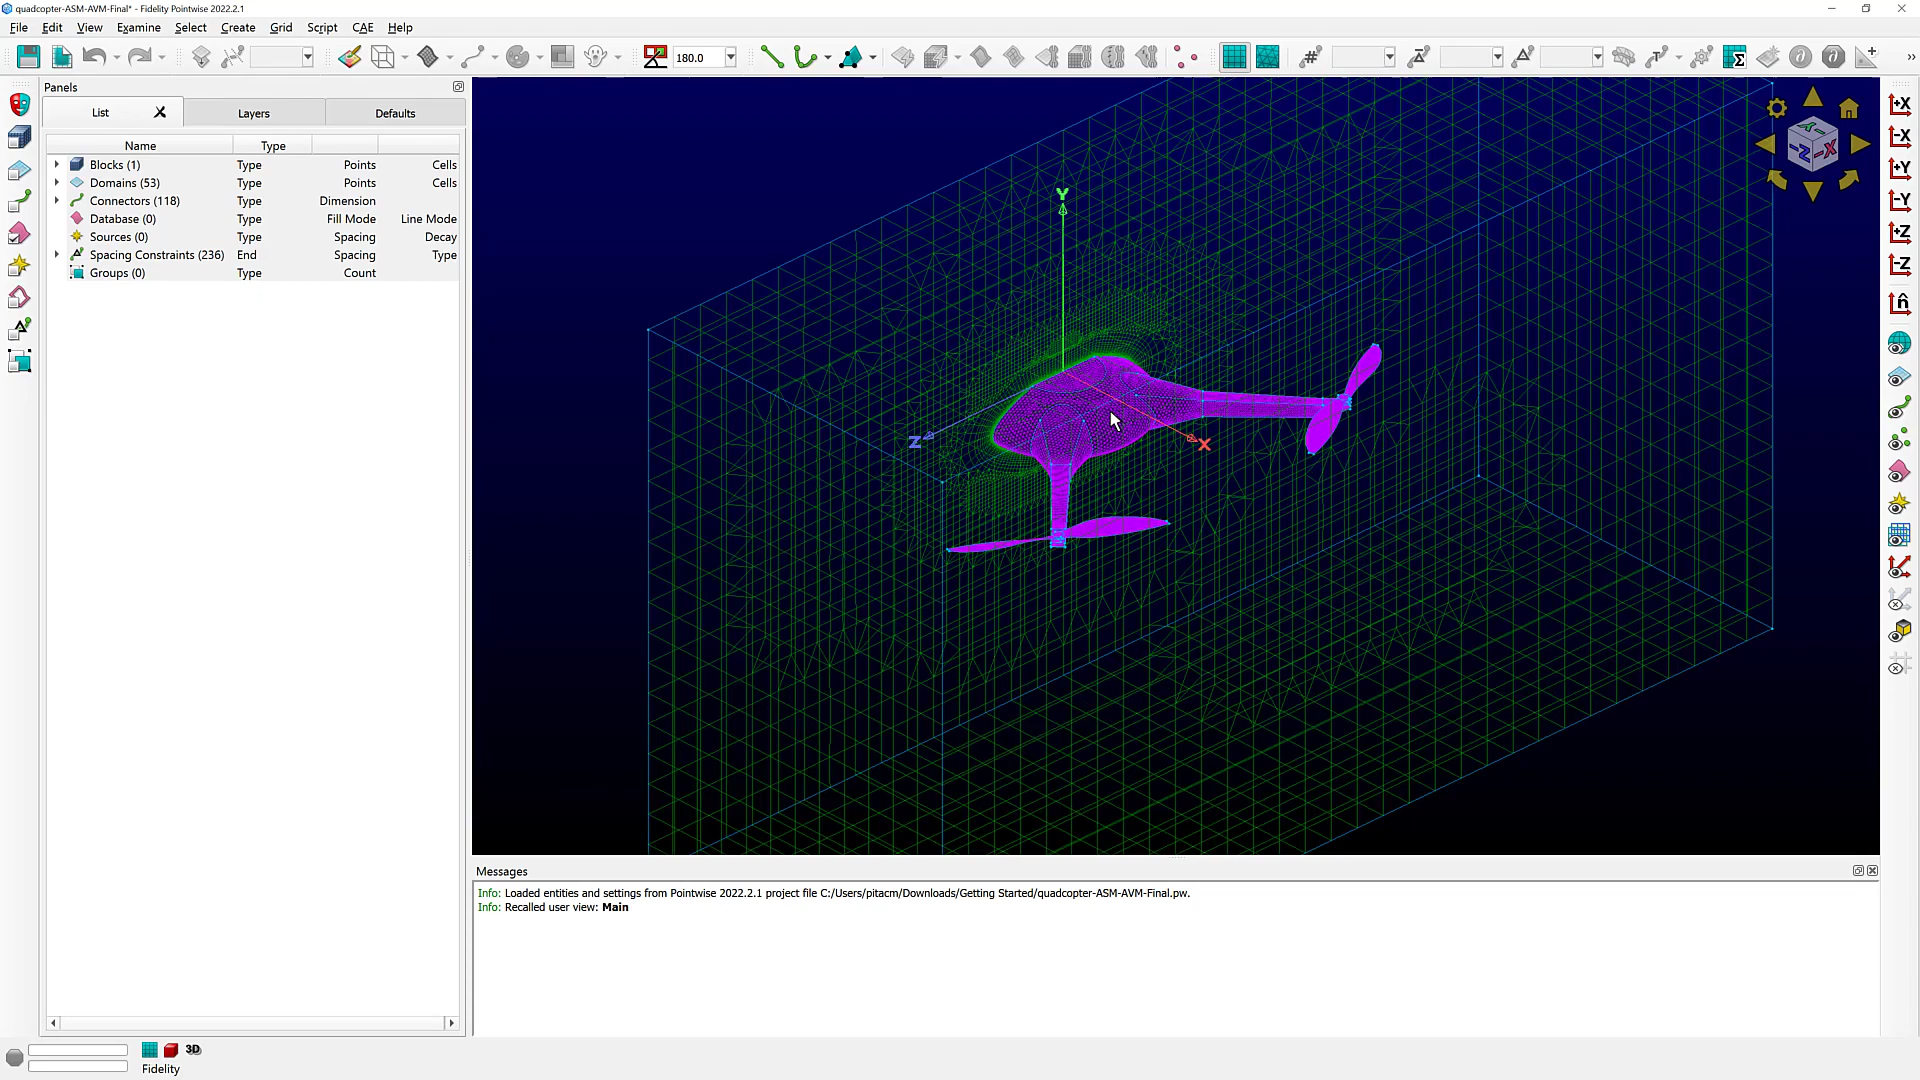 quadcopter-ASM-AVM-Final* - Fidelity Pointwise 2022.2.1
File Edit View Examine Select Create Grid Script CAE Help
180.0
Panels
List Layers Defaults
Name Type
Blocks (1) Type Points Cells
Domains (53) Type Points Cells
Connectors (118) Type Dimension
Database (0) Type Fill Mode Line Mode
Sources (0) Type Spacing Decay
Spacing Constraints (236) End Spacing Type
Groups (0) Type Count
Y
Z
X
-Y
-Z
-X
+X
-X
+Y
-Y
+Z
-Z
n̂
Messages
Info: Loaded entities and settings from Pointwise 2022.2.1 project file C:/Users/pitacm/Downloads/Getting Started/quadcopter-ASM-AVM-Final.pw.
Info: Recalled user view: Main
3D
Fidelity